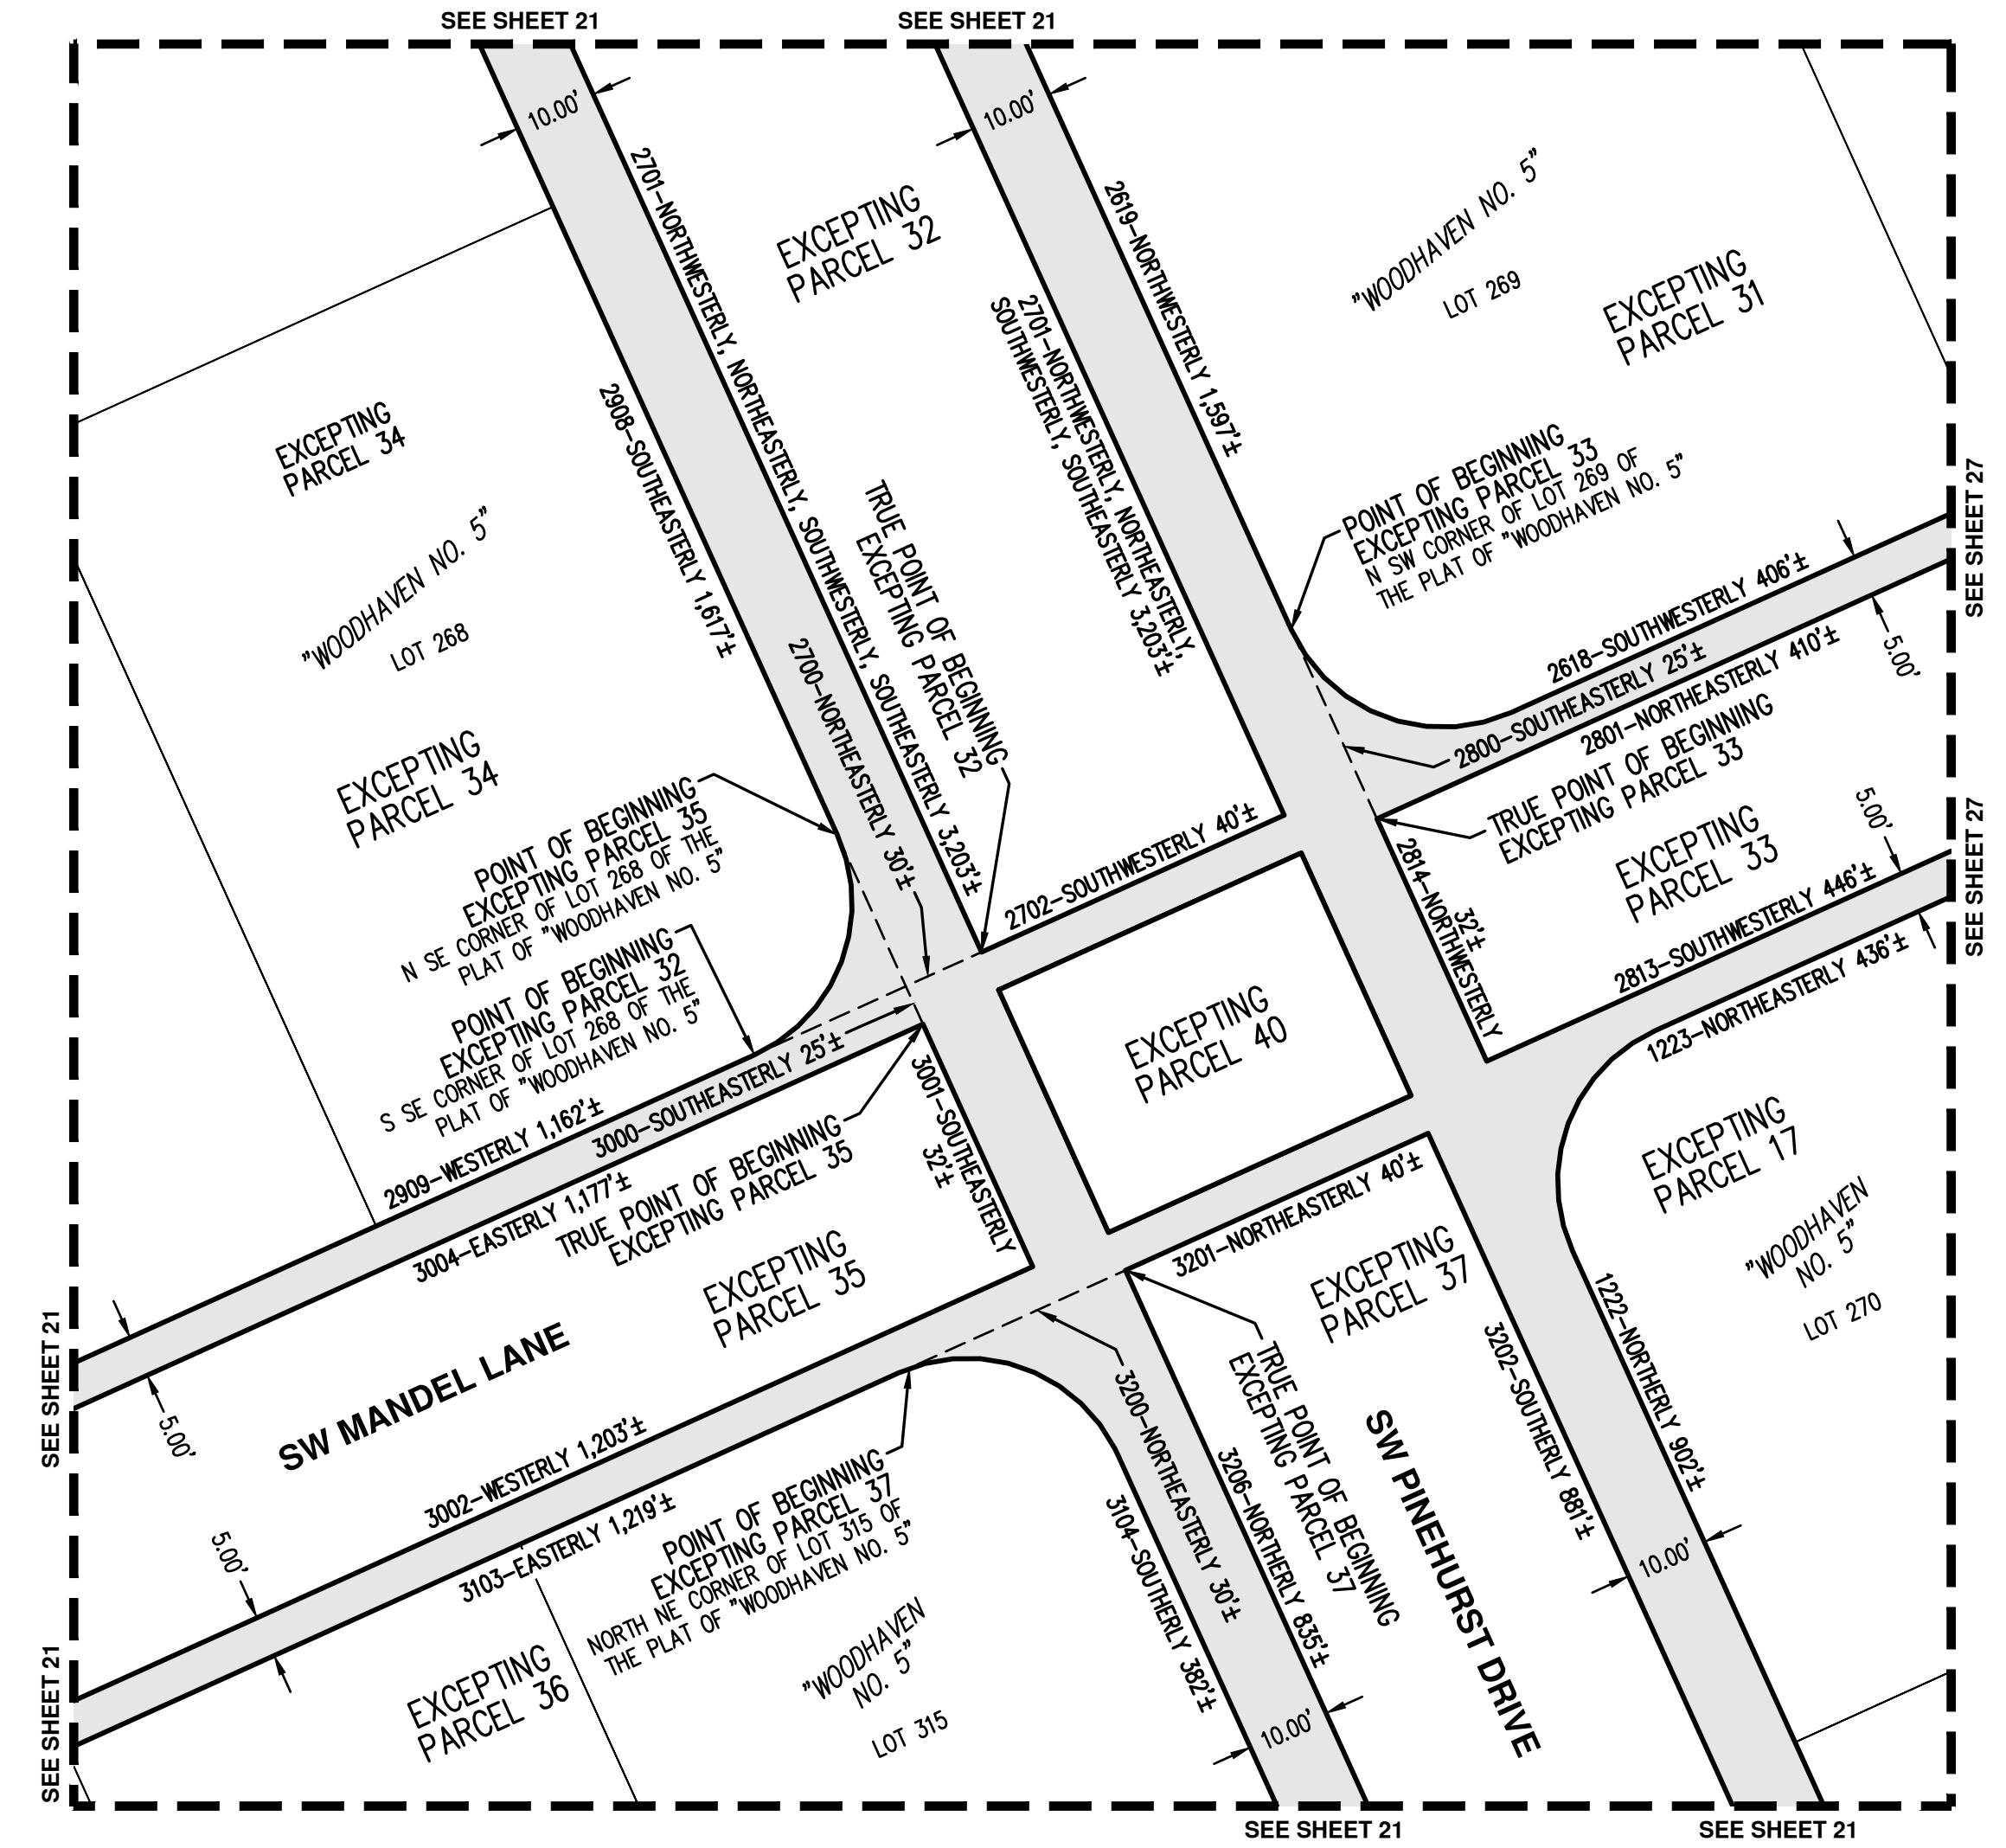 SEE SHEET 21
SEE SHEET 21
10.00'
10.00'
2701-NORTHWESTERLY, NORTHEASTERLY, SOUTHWESTERLY, SOUTHEASTERLY 3,203'±
EXCEPTING
PARCEL 32
2701-NORTHWESTERLY, NORTHEASTERLY,
SOUTHWESTERLY, SOUTHEASTERLY 3,203'±
2619-NORTHWESTERLY 1,597'±
"WOODHAVEN NO. 5"
LOT 269
EXCEPTING
PARCEL 31
EXCEPTING
PARCEL 34
"WOODHAVEN NO. 5"
LOT 268
2908-SOUTHEASTERLY 1,617'±
TRUE POINT OF BEGINNING
EXCEPTING PARCEL 32
POINT OF BEGINNING
EXCEPTING PARCEL 33
N SW CORNER OF LOT 269 OF
THE PLAT OF "WOODHAVEN NO. 5"
SEE SHEET 27
2618-SOUTHWESTERLY 406'±
2800-SOUTHEASTERLY 25'±
2801-NORTHEASTERLY 410'±
5.00'
TRUE POINT OF BEGINNING
EXCEPTING PARCEL 33
2700-NORTHEASTERLY 30'±
EXCEPTING
PARCEL 34
POINT OF BEGINNING
EXCEPTING PARCEL 35
N SE CORNER OF LOT 268 OF THE
PLAT OF "WOODHAVEN NO. 5"
2702-SOUTHWESTERLY 40'±
2814-NORTHWESTERLY
32'±
EXCEPTING
PARCEL 33
5.00'
SEE SHEET 27
2813-SOUTHWESTERLY 446'±
1223-NORTHEASTERLY 436'±
POINT OF BEGINNING
EXCEPTING PARCEL 32
S SE CORNER OF LOT 268 OF THE
PLAT OF "WOODHAVEN NO. 5"
EXCEPTING
PARCEL 40
2909-WESTERLY 1,162'±
3000-SOUTHEASTERLY 25'±
3004-EASTERLY 1,177'±
TRUE POINT OF BEGINNING
EXCEPTING PARCEL 35
3001-SOUTHEASTERLY
32'±
EXCEPTING
PARCEL 17
"WOODHAVEN
NO. 5"
LOT 270
3201-NORTHEASTERLY 40'±
EXCEPTING
PARCEL 37
EXCEPTING
PARCEL 35
SEE SHEET 21
5.00'
SW MANDEL LANE
3002-WESTERLY 1,203'±
3103-EASTERLY 1,219'±
5.00'
POINT OF BEGINNING
EXCEPTING PARCEL 37
NORTH NE CORNER OF LOT 315 OF
THE PLAT OF "WOODHAVEN NO. 5"
TRUE POINT OF BEGINNING
EXCEPTING PARCEL 37
3200-NORTHEASTERLY 30'±
3206-NORTHERLY 835'±
3104-SOUTHERLY 382'±
SW PINEHURST DRIVE
3202-SOUTHERLY 881'±
1222-NORTHERLY 902'±
10.00'
10.00'
SEE SHEET 21
EXCEPTING
PARCEL 36
"WOODHAVEN
NO. 5"
LOT 315
SEE SHEET 21
SEE SHEET 21